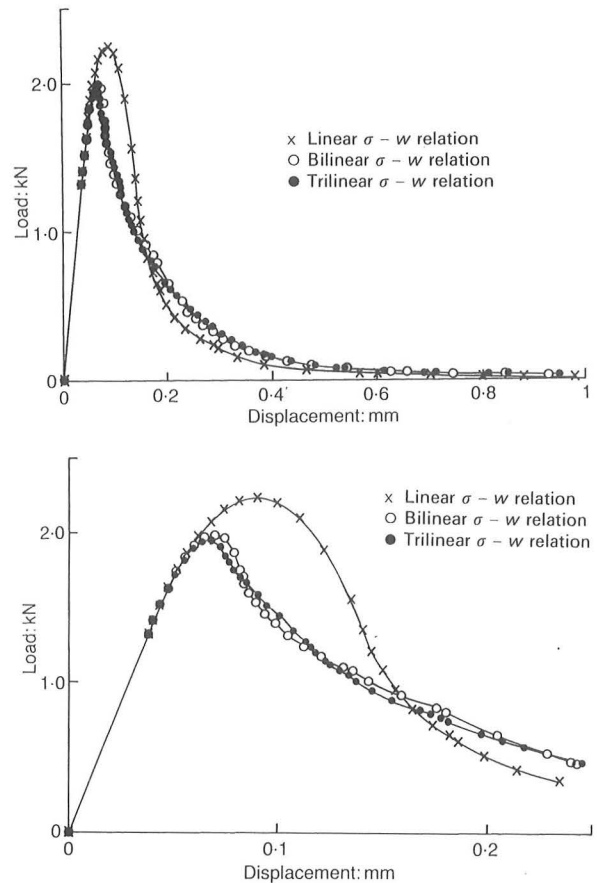 2·0
1·0
0
Load: kN
x Linear σ – w relation
○ Bilinear σ – w relation
● Trilinear σ – w relation
0 0·2 0·4 0·6 0·8 1
Displacement: mm
2·0
1·0
0
Load: kN
x Linear σ – w relation
○ Bilinear σ – w relation
● Trilinear σ – w relation
0 0·1 0·2
Displacement: mm